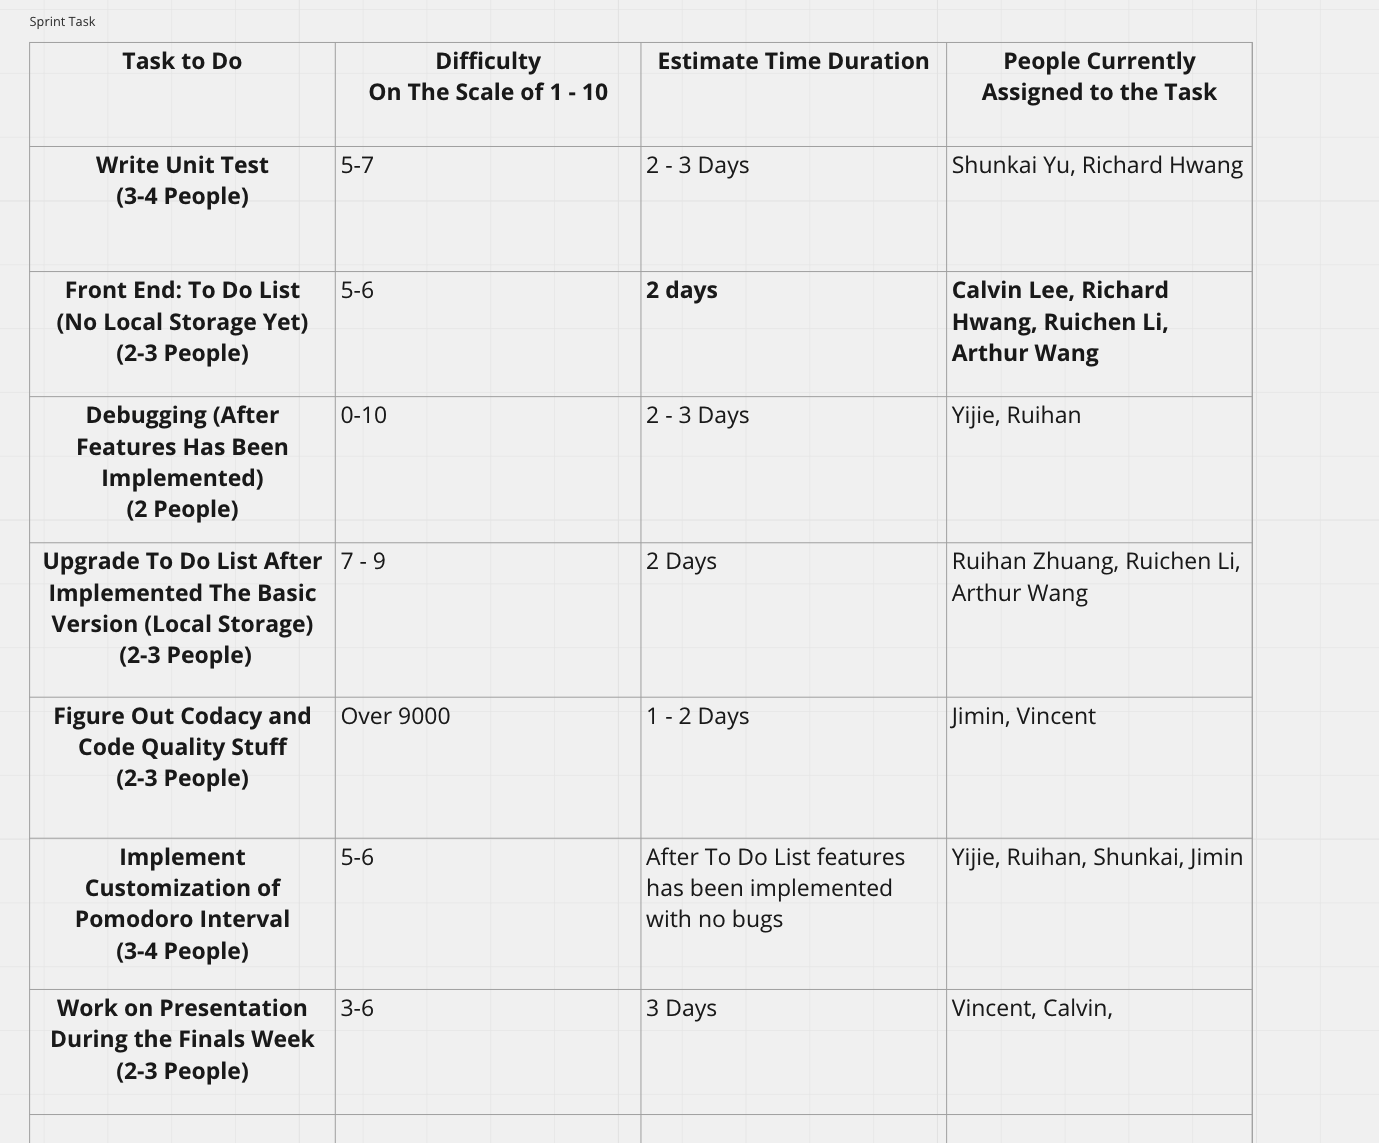 Sprint Task
Task to Do
Difficulty
On The Scale of 1 - 10
Estimate Time Duration
People Currently
Assigned to the Task
Write Unit Test
(3-4 People)
5-7
2 - 3 Days
Shunkai Yu, Richard Hwang
Front End: To Do List
(No Local Storage Yet)
(2-3 People)
5-6
2 days
Calvin Lee, Richard
Hwang, Ruichen Li,
Arthur Wang
Debugging (After
Features Has Been
Implemented)
(2 People)
0-10
2 - 3 Days
Yijie, Ruihan
Upgrade To Do List After
Implemented The Basic
Version (Local Storage)
(2-3 People)
7 - 9
2 Days
Ruihan Zhuang, Ruichen Li,
Arthur Wang
Figure Out Codacy and
Code Quality Stuff
(2-3 People)
Over 9000
1 - 2 Days
Jimin, Vincent
Implement
Customization of
Pomodoro Interval
(3-4 People)
5-6
After To Do List features
has been implemented
with no bugs
Yijie, Ruihan, Shunkai, Jimin
Work on Presentation
During the Finals Week
(2-3 People)
3-6
3 Days
Vincent, Calvin,